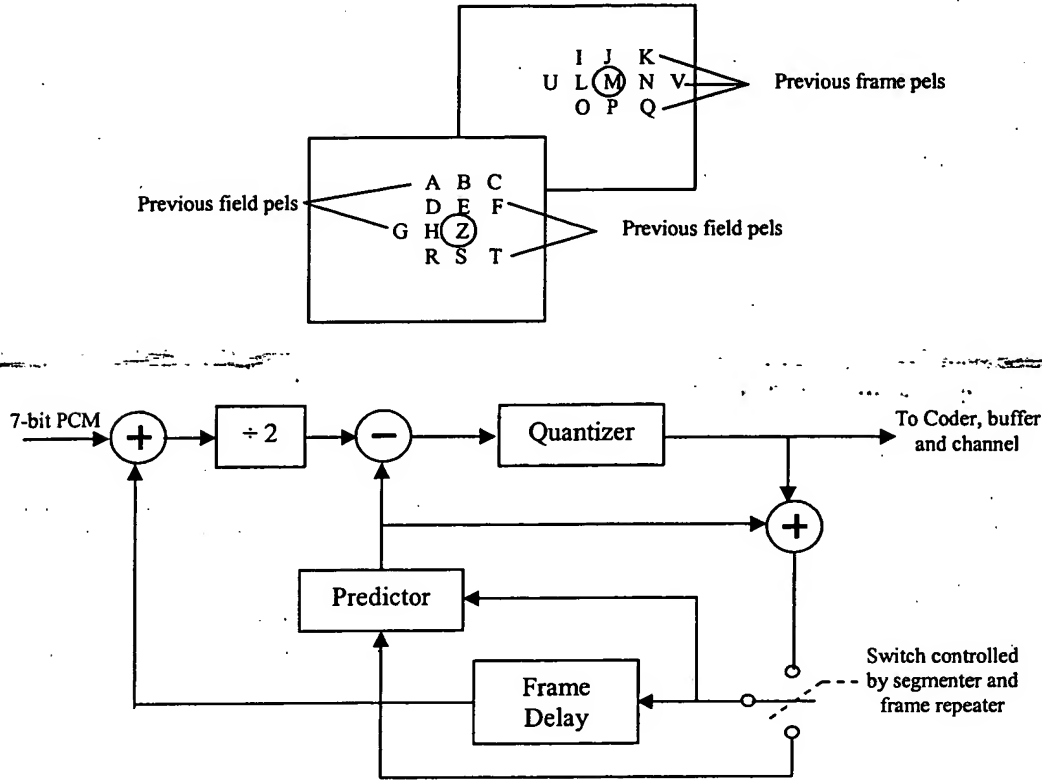 I J K
U L M N V
O P Q
Previous frame pels
A B C
D E F
G H Z
R S T
Previous field pels
Previous field pels
7-bit PCM
+
÷ 2
−
Quantizer
To Coder, buffer
and channel
+
Predictor
Frame
Delay
Switch controlled
by segmenter and
frame repeater